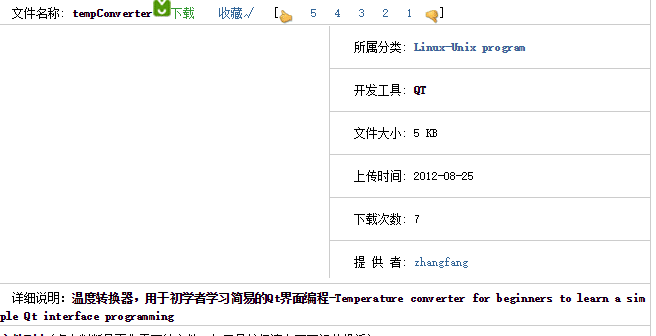 文件名称: tempConverter 下载 收藏√ [ 5 4 3 2 1 ]
所属分类: Linux-Unix program
开发工具: QT
文件大小: 5 KB
上传时间: 2012-08-25
下载次数: 7
提 供 者: zhangfang
详细说明: 温度转换器，用于初学者学习简易的Qt界面编程-Temperature converter for beginners to learn a sim
ple Qt interface programming